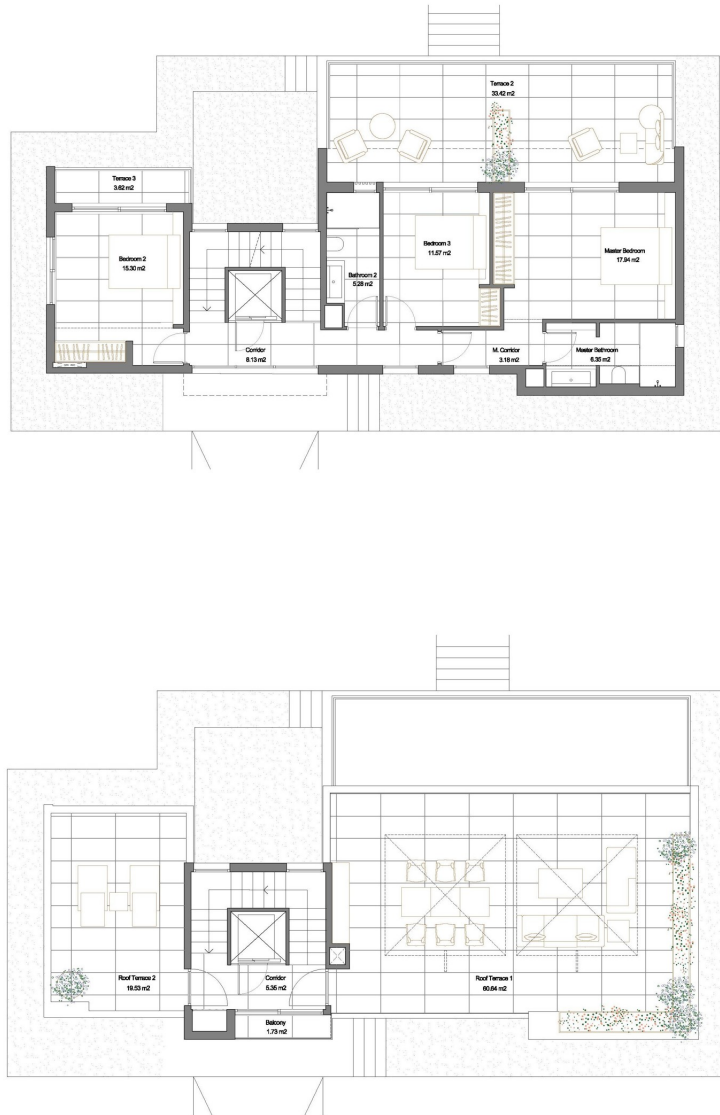 Terrace 2
33.42 m2
Terrace 3
3.62 m2
Bedroom 2
15.30 m2
Bathroom 2
5.28 m2
Bedroom 3
11.57 m2
Master Bedroom
17.94 m2
Corridor
8.13 m2
M. Corridor
3.18 m2
Master Bathroom
6.35 m2
Roof Terrace 2
19.53 m2
Corridor
5.35 m2
Roof Terrace 1
60.64 m2
Balcony
1.73 m2